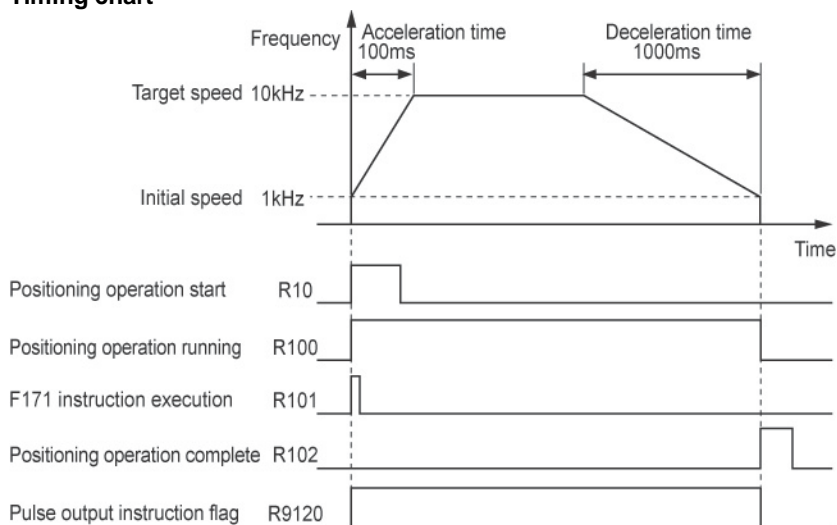 Timing chart
Frequency
Acceleration time
100ms
Deceleration time
1000ms
Target speed 10kHz
Initial speed 1kHz
Time
Positioning operation start R10
Positioning operation running R100
F171 instruction execution R101
Positioning operation complete R102
Pulse output instruction flag R9120